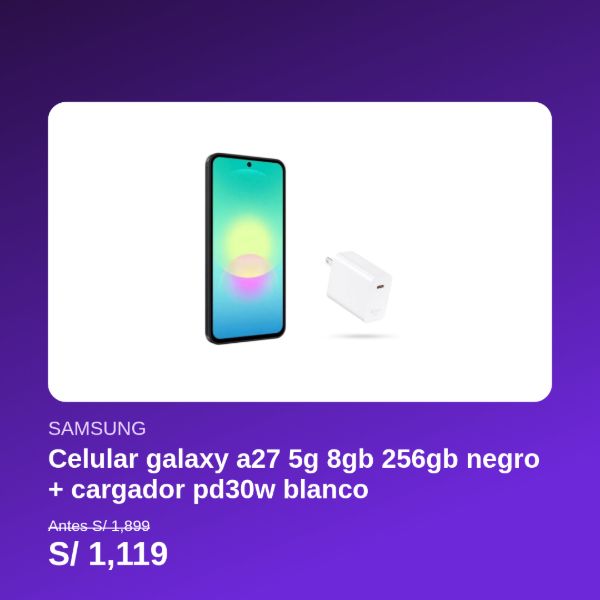 SAMSUNG
Celular galaxy a27 5g 8gb 256gb negro
+ cargador pd30w blanco
Antes S/ 1,899
S/ 1,119